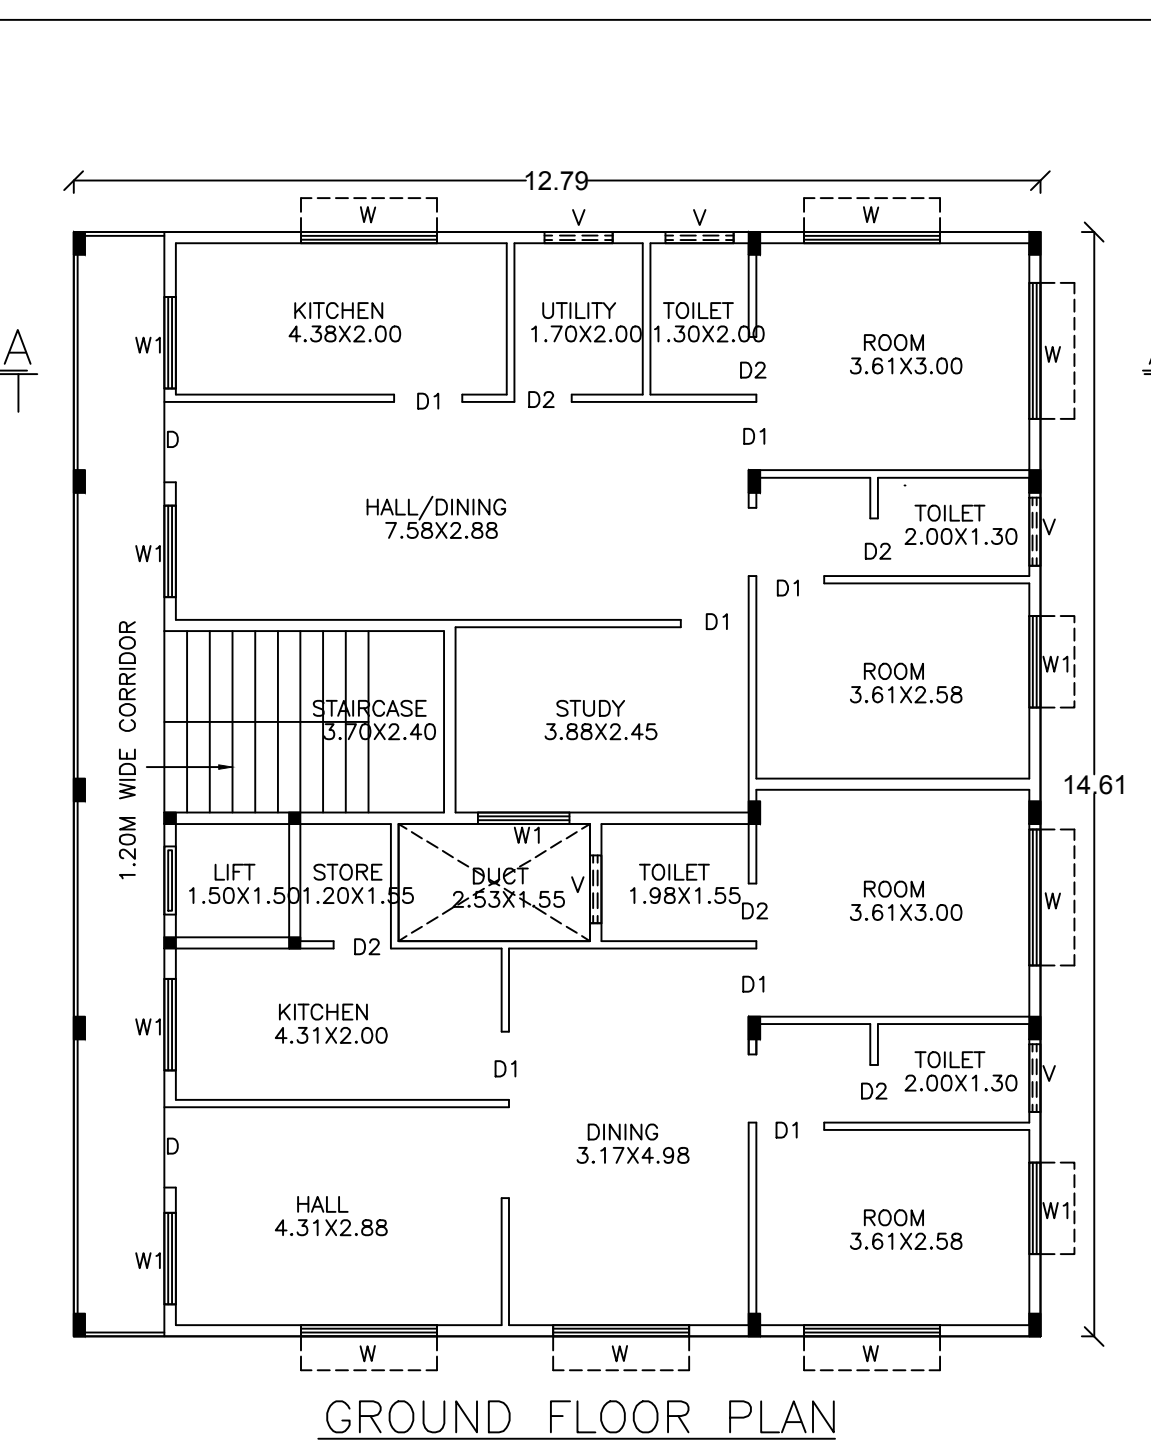 12.79
W
V
V
W
KITCHEN
4.38X2.00
UTILITY
1.70X2.00
TOILET
1.30X2.00
ROOM
3.61X3.00
W1
A
W
D2
D1
D2
D
D1
HALL/DINING
7.58X2.88
TOILET
2.00X1.30
V
W1
D2
D1
D1
1.20M WIDE CORRIDOR
ROOM
3.61X2.58
W1
STAIRCASE
3.70X2.40
STUDY
3.88X2.45
14.61
W1
LIFT
1.50X1.50
STORE
1.20X1.55
DUCT
2.53X1.55
V
TOILET
1.98X1.55
ROOM
3.61X3.00
W
D2
D2
D1
KITCHEN
4.31X2.00
W1
D1
TOILET
2.00X1.30
V
D2
D1
D
DINING
3.17X4.98
HALL
4.31X2.88
ROOM
3.61X2.58
W1
W1
W
W
W
GROUND FLOOR PLAN